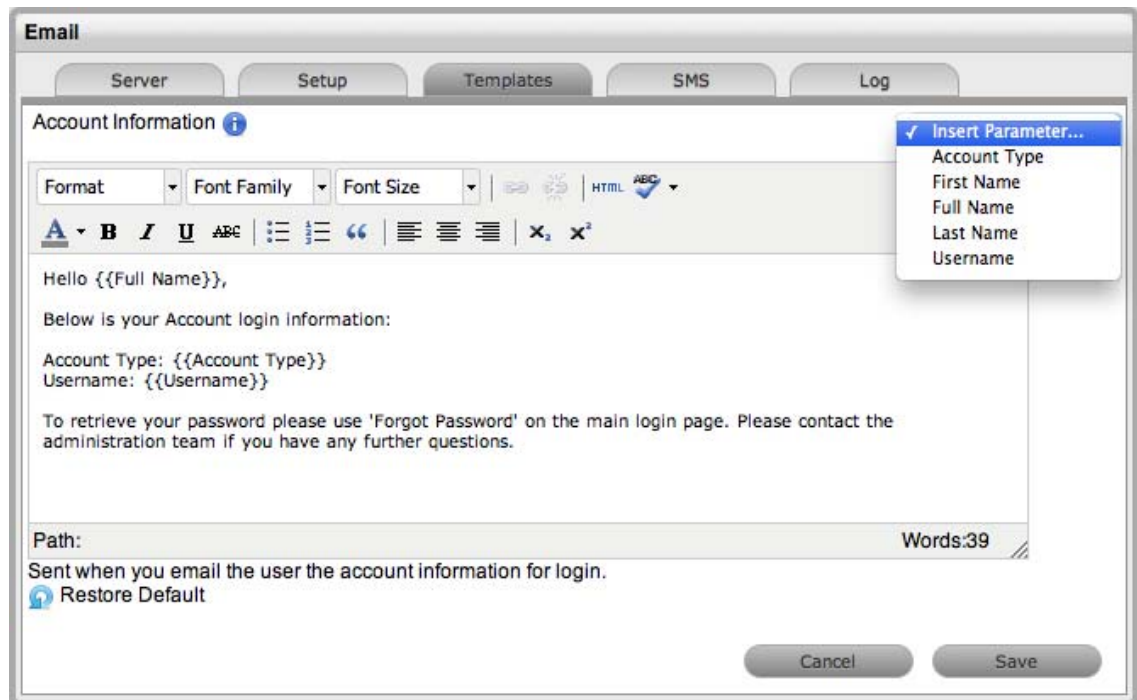 Email
Server Setup Templates SMS Log
Account Information
✓ Insert Parameter...
Account Type
First Name
Full Name
Last Name
Username
Format Font Family Font Size HTML ABC
A B I U ABC x₂ x²
Hello {{Full Name}},
Below is your Account login information:
Account Type: {{Account Type}}
Username: {{Username}}
To retrieve your password please use 'Forgot Password' on the main login page. Please contact the
administration team if you have any further questions.
Path: Words:39
Sent when you email the user the account information for login.
Restore Default
Cancel Save